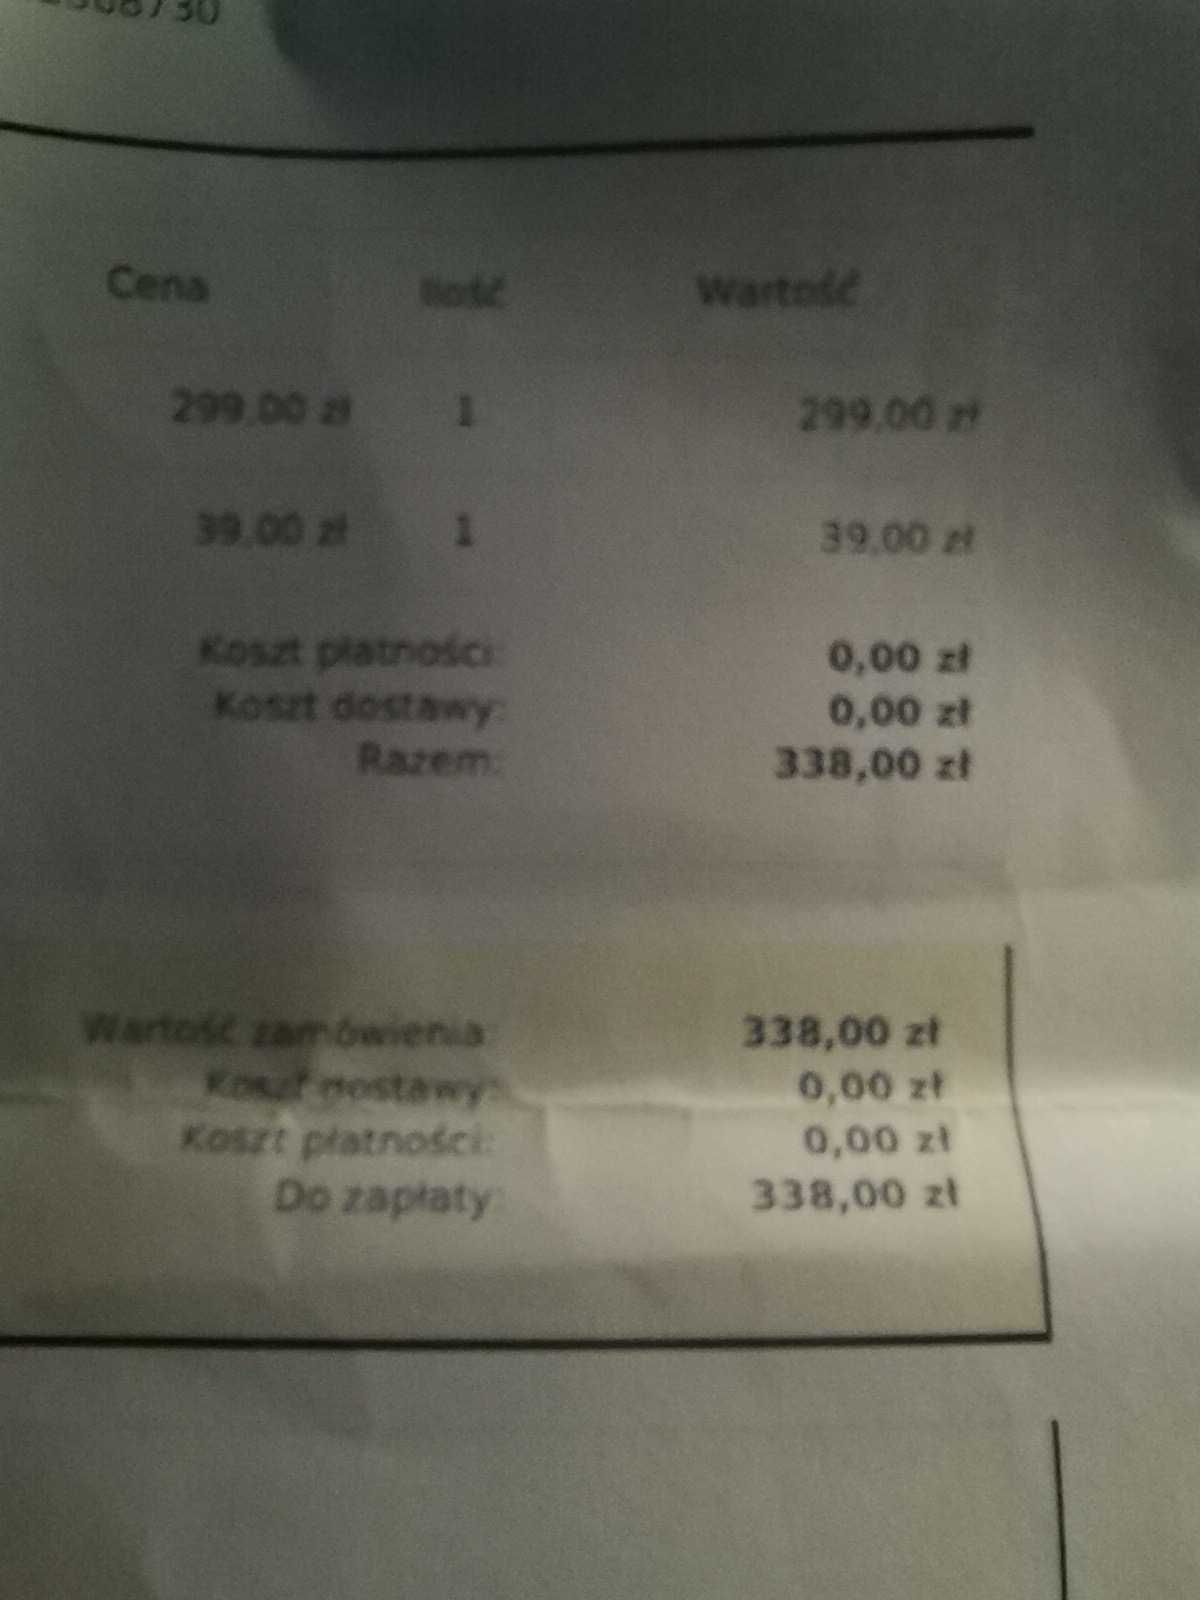 Cena Ilość Wartość
299,00 zł 1 299,00 zł
39,00 zł 1 39,00 zł
Koszt płatności: 0,00 zł
Koszt dostawy: 0,00 zł
Razem: 338,00 zł
Wartość zamówienia: 338,00 zł
Koszt dostawy: 0,00 zł
Koszt płatności: 0,00 zł
Do zapłaty: 338,00 zł